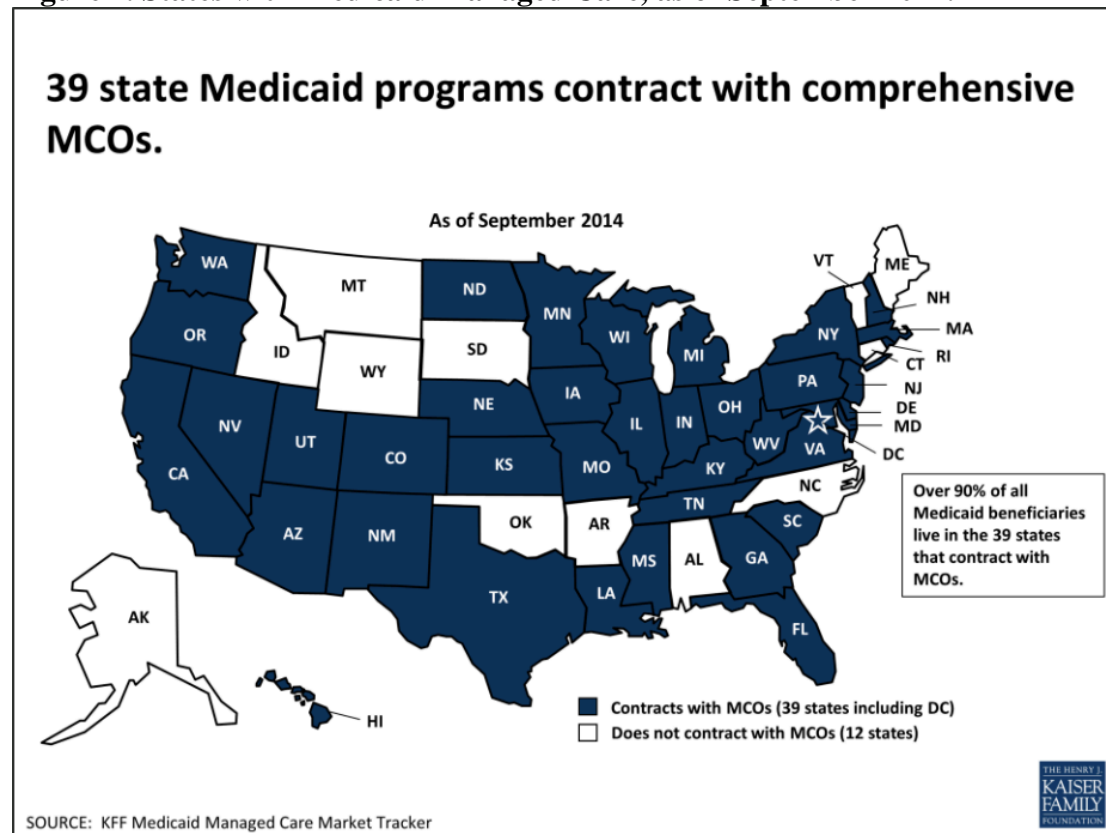 39 state Medicaid programs contract with comprehensive
MCOs.
As of September 2014
WA
MT
ND
MN
VT
ME
NH
OR
ID
SD
WI
MI
NY
MA
WY
RI
CT
NE
IA
PA
NJ
NV
UT
CO
IL
IN
OH
DE
MD
WV
VA
DC
CA
KS
MO
KY
NC
TN
Over 90% of all
Medicaid beneficiaries
live in the 39 states
that contract with
MCOs.
AZ
NM
OK
AR
SC
MS
AL
GA
TX
LA
AK
FL
HI
Contracts with MCOs (39 states including DC)
Does not contract with MCOs (12 states)
THE HENRY J.
KAISER
FAMILY
FOUNDATION
SOURCE: KFF Medicaid Managed Care Market Tracker